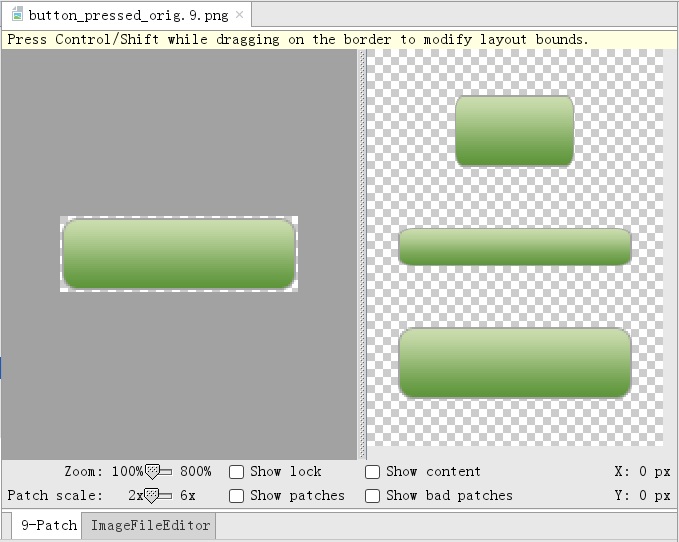 button_pressed_orig.9.png
Press Control/Shift while dragging on the border to modify layout bounds.
Zoom: 100% 800% Show lock Show content X: 0 px
Patch scale: 2x 6x Show patches Show bad patches Y: 0 px
9-Patch ImageFileEditor